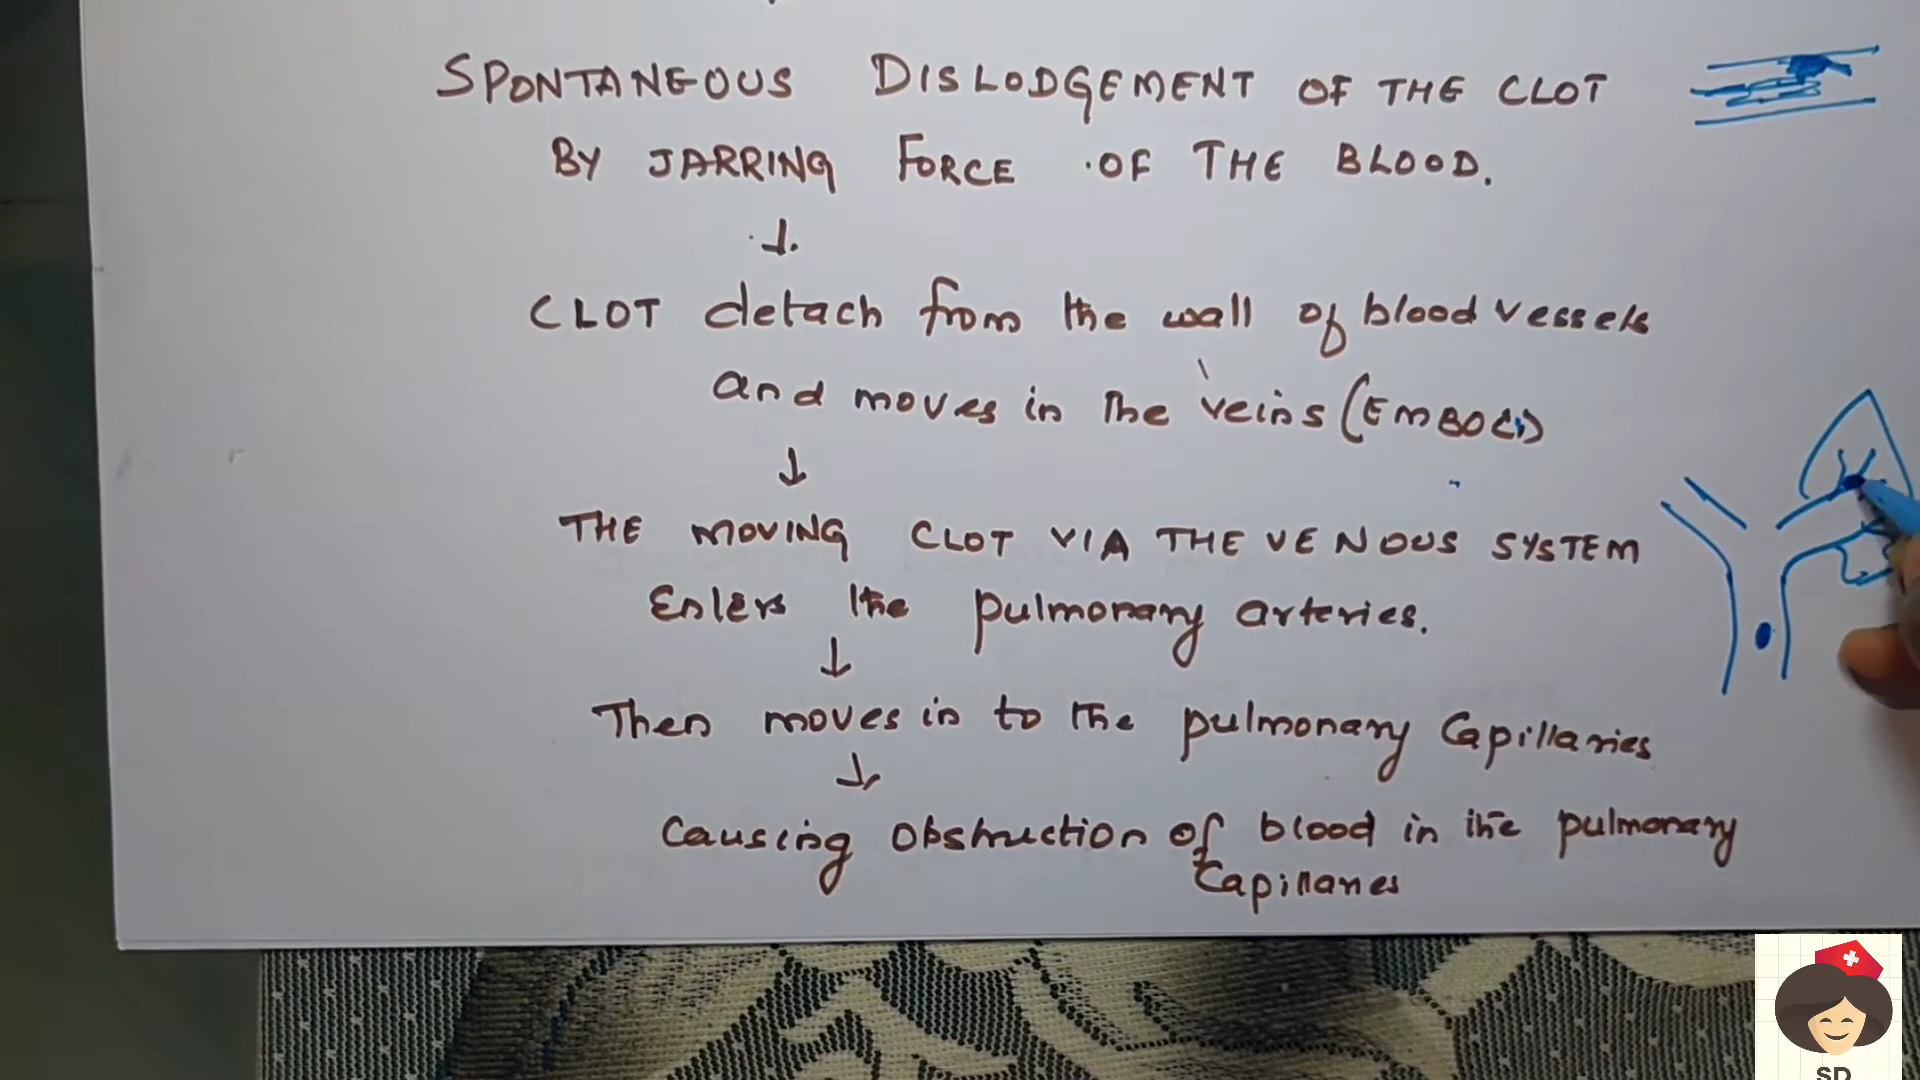 SPONTANEOUS DISLODGEMENT OF THE CLOT
BY JARRING FORCE OF THE BLOOD.
↓
CLOT detach from the wall of blood vessels
and moves in the veins (EMBOLI)
↓
THE MOVING CLOT VIA THE VENOUS SYSTEM
Enters the pulmonary arteries.
↓
Then moves in to the pulmonary Capillaries
↓
Causing obstruction of blood in the pulmonary
Capillaries
SD